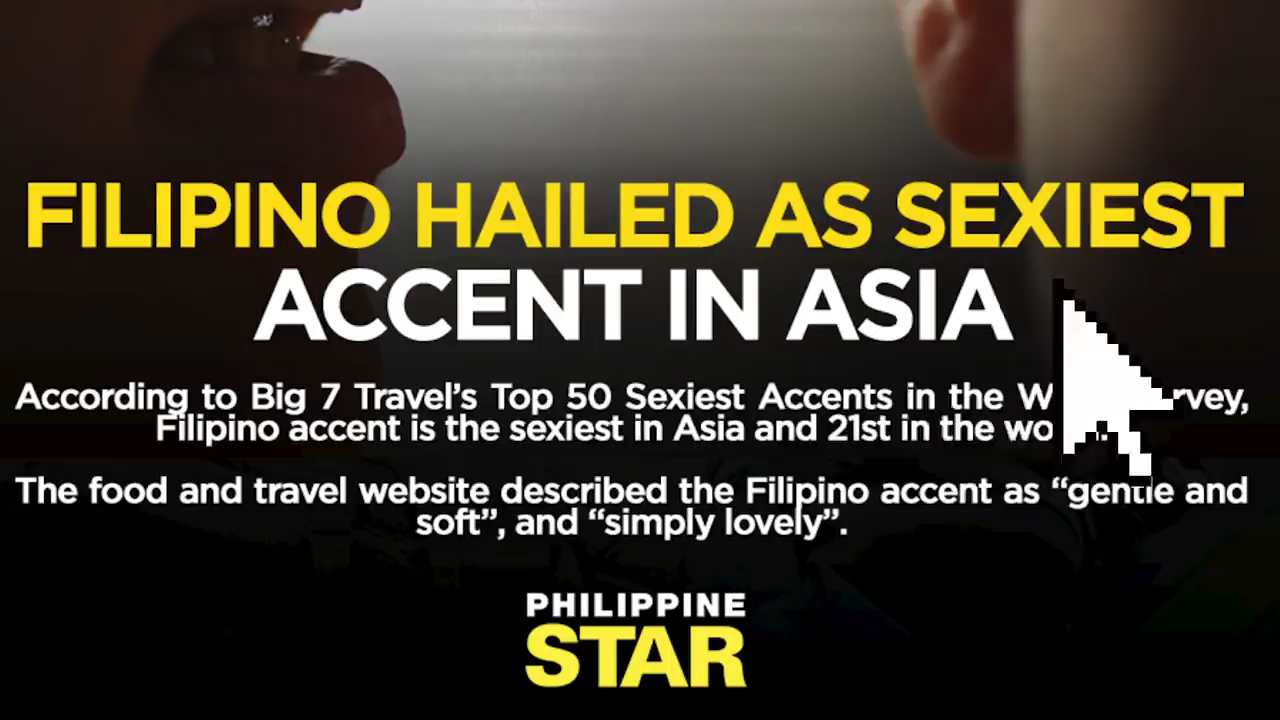 FILIPINO HAILED AS SEXIEST
ACCENT IN ASIA
According to Big 7 Travel’s Top 50 Sexiest Accents in the
Filipino accent is the sexiest in Asia and 21st in the
The food and travel website described the Filipino accent as “gentle and
soft”, and “simply lovely”.
PHILIPPINE
STAR